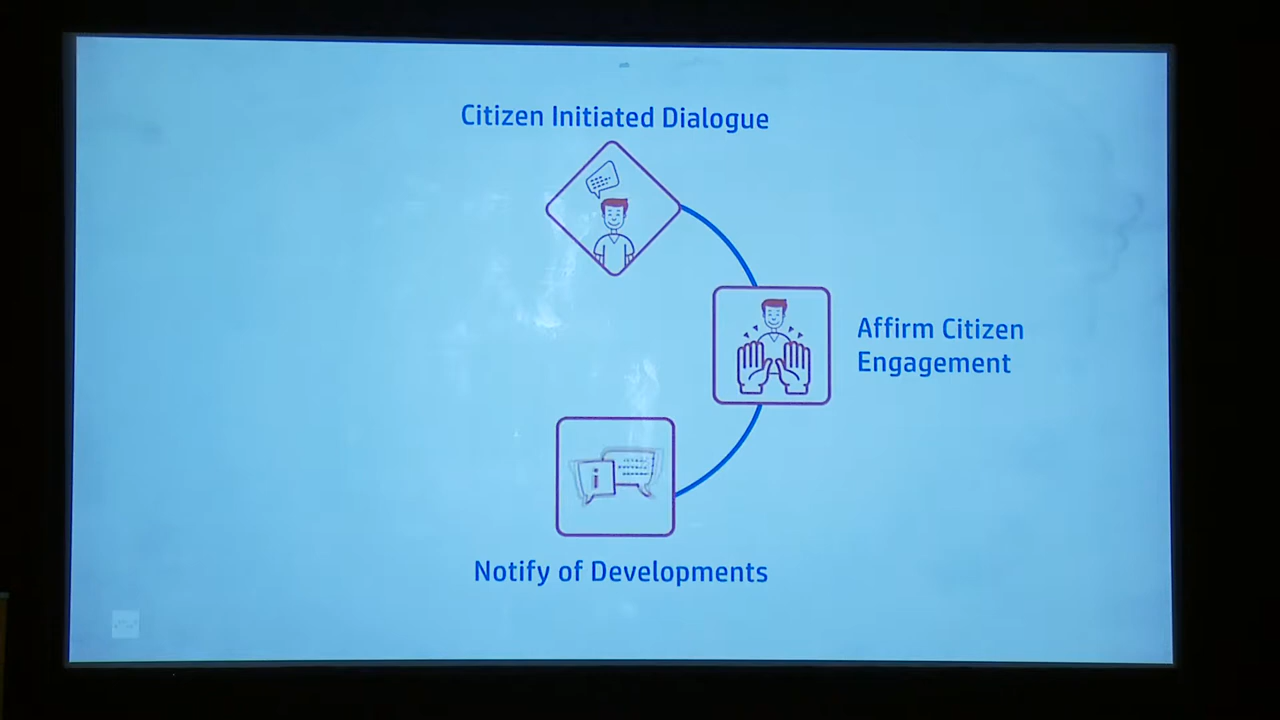 Citizen Initiated Dialogue
Affirm Citizen
Engagement
i
Notify of Developments